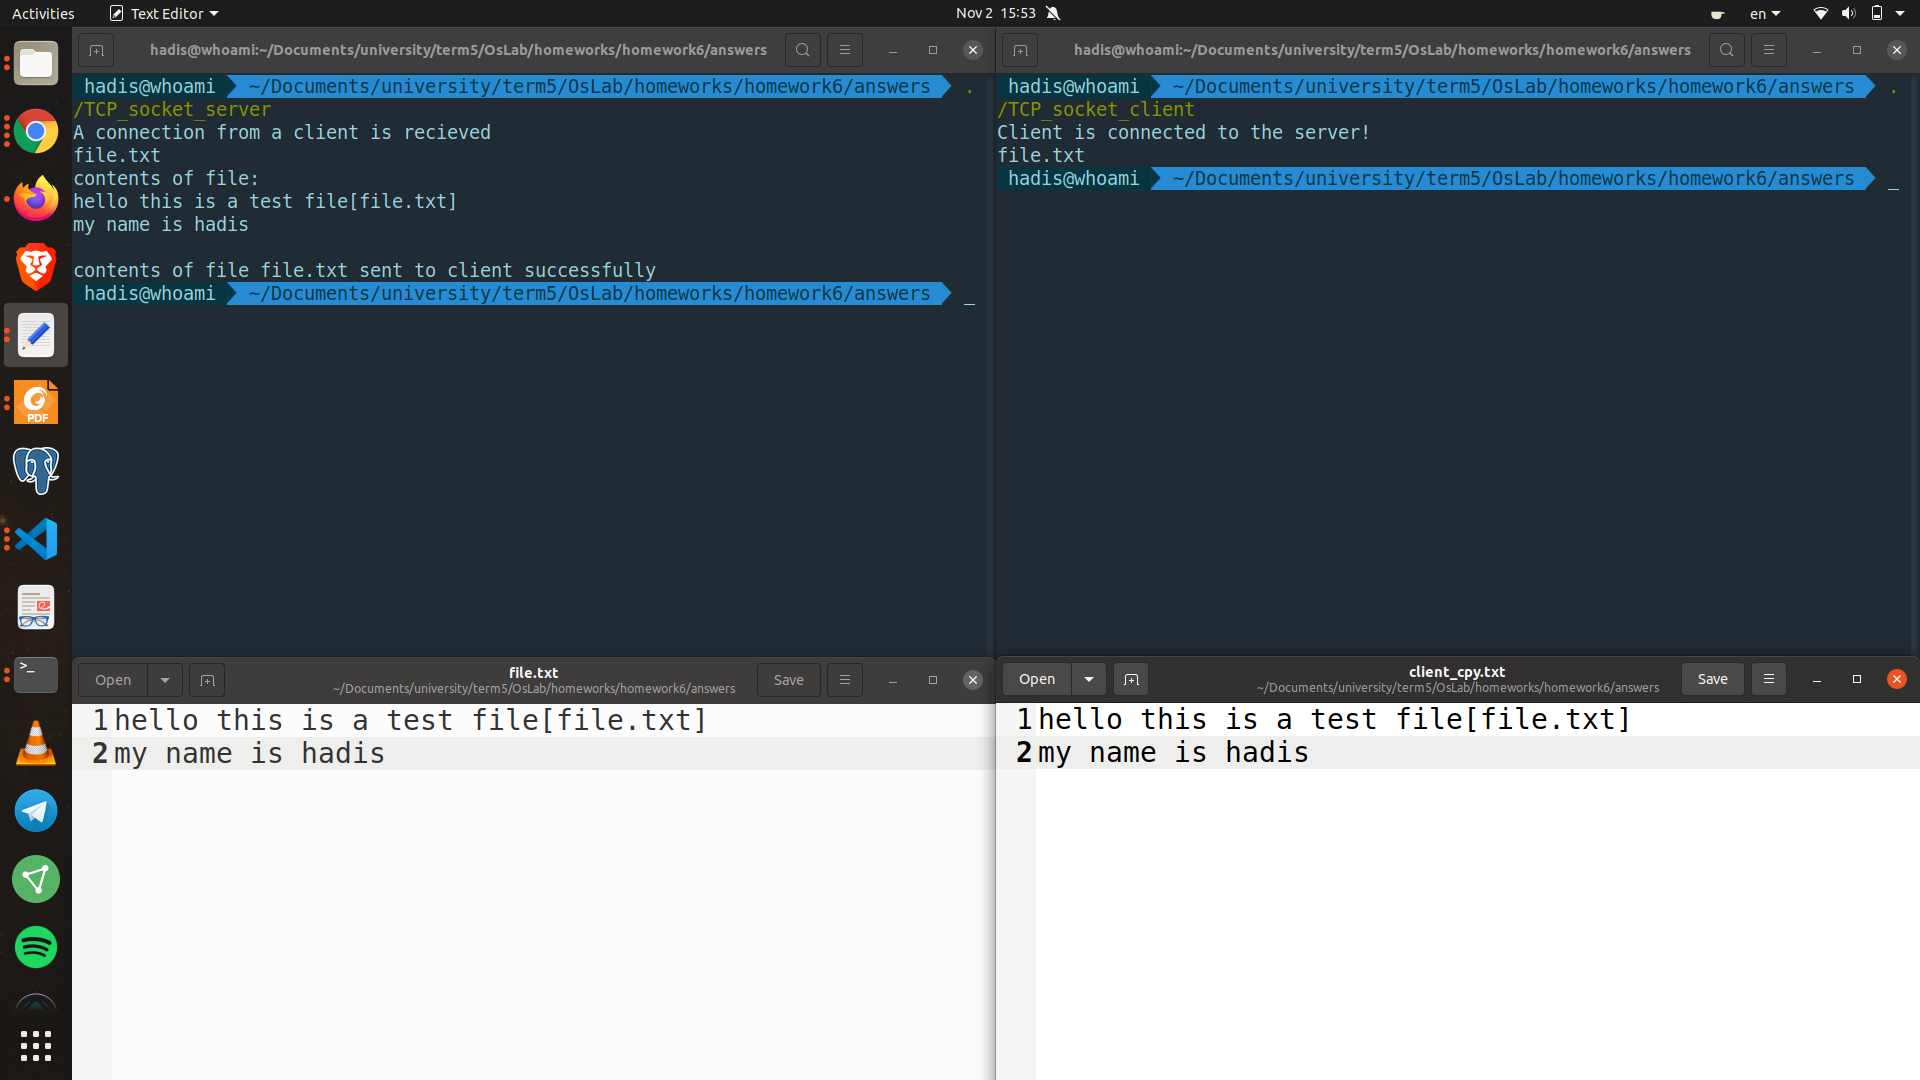 Activities
Text Editor
Nov 2 15:53
en
hadis@whoami:~/Documents/university/term5/OsLab/homeworks/homework6/answers
hadis@whoami ~/Documents/university/term5/OsLab/homeworks/homework6/answers .
/TCP_socket_server
A connection from a client is recieved
file.txt
contents of file:
hello this is a test file[file.txt]
my name is hadis
contents of file file.txt sent to client successfully
hadis@whoami ~/Documents/university/term5/OsLab/homeworks/homework6/answers _
hadis@whoami:~/Documents/university/term5/OsLab/homeworks/homework6/answers
hadis@whoami ~/Documents/university/term5/OsLab/homeworks/homework6/answers .
/TCP_socket_client
Client is connected to the server!
file.txt
hadis@whoami ~/Documents/university/term5/OsLab/homeworks/homework6/answers _
PDF
>_
Open
file.txt
~/Documents/university/term5/OsLab/homeworks/homework6/answers
Save
1 hello this is a test file[file.txt]
2 my name is hadis
Open
client_cpy.txt
~/Documents/university/term5/OsLab/homeworks/homework6/answers
Save
1 hello this is a test file[file.txt]
2 my name is hadis